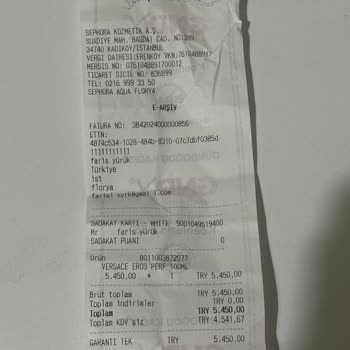 SEPHORA KOZMETIK A.Ş.
SUADIYE MAH. BAGDAT CAD. NO:389
34740 KADIKÖY/ISTANBUL
VERGI DAIRESI:ERENKOY VKN:7610488917
MERSIS NO: 0761048891700012
TICARET SICIL NO: 636699
TEL: 0216 999 33 50
SEPHORA AQUA FLORYA
E-ARŞIV
FATURA NO: 3B42024000000856
ETTN:
4874c534-1028-484b-8310-07c7dbf0385d
11111111111
faris yürük
Türkiye
ist
florya
SADAKAT KARTI - WHITE 9001049519400
Mr faris yürük
SADAKAT PUANI 0
Ürün 8011003872077
VERSACE EROS PERF 100ML
5.450,00 * 1 TRY 5.450,00
Brüt toplam TRY 5.450,00
Toplam indirimler TRY 0.00
Toplam TRY 5.450,00
Toplam KDV'siz TRY 4.541,67
GARANTI TEK TRY 5.450,00